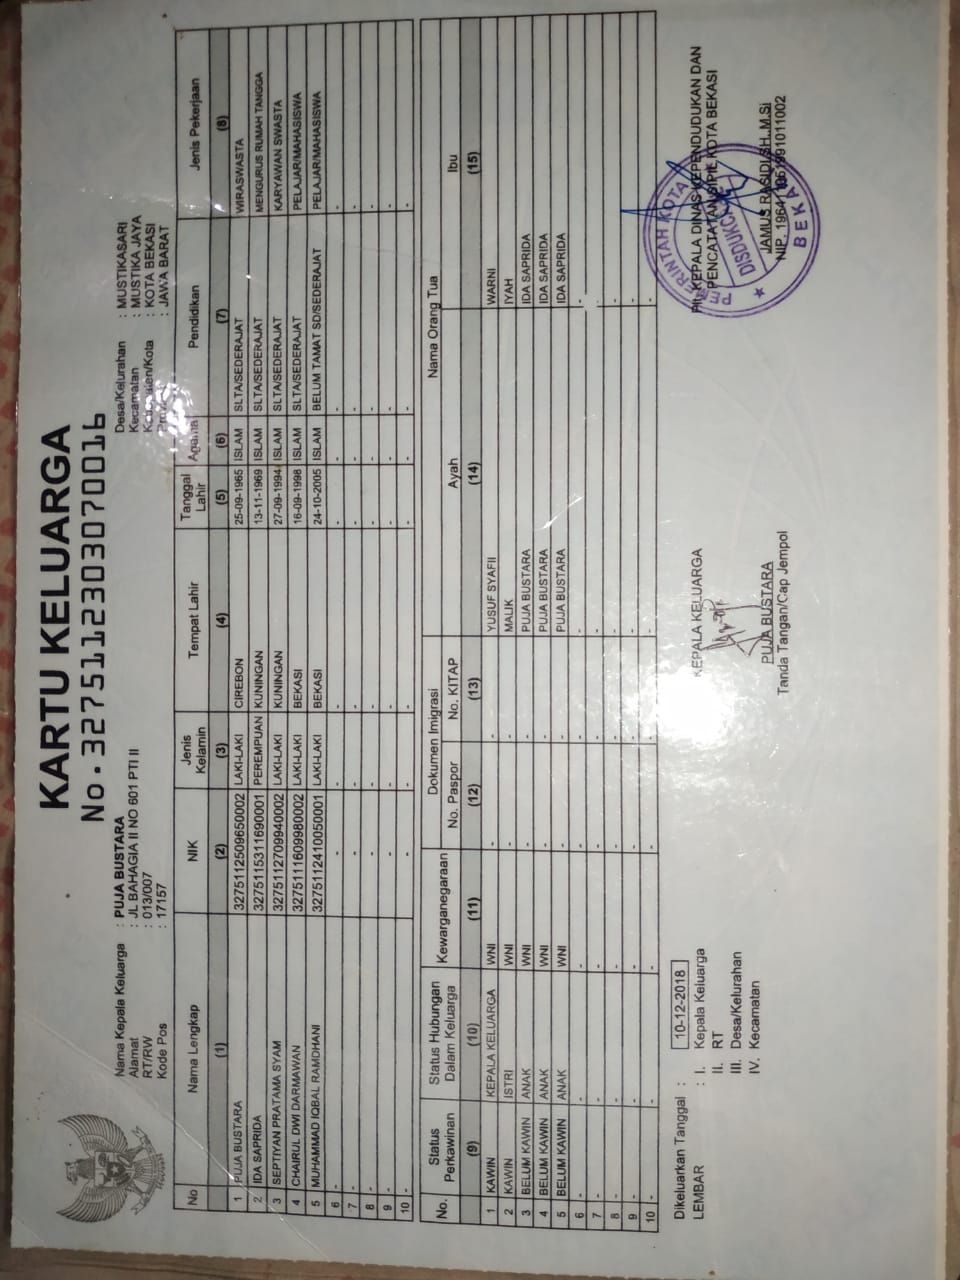 KARTU KELUARGA
No. 3275112303070016
Nama Kepala Keluarga : PUJA BUSTARA
Alamat : JL BAHAGIA II NO 601 PTI II
RT/RW : 013/007
Kode Pos : 17157
Desa/Kelurahan : MUSTIKASARI
Kecamatan : MUSTIKA JAYA
Kabupaten/Kota : KOTA BEKASI
: JAWA BARAT
No Nama Lengkap NIK Jenis Kelamin Tempat Lahir Tanggal Lahir Agama Pendidikan Jenis Pekerjaan
(1) (2) (3) (4) (5) (6) (7) (8)
1 PUJA BUSTARA 3275112509650002 LAKI-LAKI CIREBON 25-09-1965 ISLAM SLTA/SEDERAJAT WIRASWASTA
2 IDA SAPRIDA 3275115311690001 PEREMPUAN KUNINGAN 13-11-1969 ISLAM SLTA/SEDERAJAT MENGURUS RUMAH TANGGA
3 SEPTIYAN PRATAMA SYAM 3275112709940002 LAKI-LAKI KUNINGAN 27-09-1994 ISLAM SLTA/SEDERAJAT KARYAWAN SWASTA
4 CHAIRUL DWI DARMAWAN 3275111609980002 LAKI-LAKI BEKASI 16-09-1998 ISLAM SLTA/SEDERAJAT PELAJAR/MAHASISWA
5 MUHAMMAD IQBAL RAMDHANI 3275112410050001 LAKI-LAKI BEKASI 24-10-2005 ISLAM BELUM TAMAT SD/SEDERAJAT PELAJAR/MAHASISWA
6 - - - - - - - -
7 - - - - - - - -
8 - - - - - - - -
9 - - - - - - - -
10 - - - - - - - -
No. Status Perkawinan Status Hubungan Dalam Keluarga Kewarganegaraan Dokumen Imigrasi Nama Orang Tua
No. Paspor No. KITAP Ayah Ibu
(9) (10) (11) (12) (13) (14) (15)
1 KAWIN KEPALA KELUARGA WNI - - YUSUF SYAFII WARNI
2 KAWIN ISTRI WNI - - MALIK IYAH
3 BELUM KAWIN ANAK WNI - - PUJA BUSTARA IDA SAPRIDA
4 BELUM KAWIN ANAK WNI - - PUJA BUSTARA IDA SAPRIDA
5 BELUM KAWIN ANAK WNI - - PUJA BUSTARA IDA SAPRIDA
6 - - - - - - -
7 - - - - - - -
8 - - - - - - -
9 - - - - - - -
10 - - - - - - -
Dikeluarkan Tanggal : 10-12-2018
LEMBAR : I. Kepala Keluarga
II. RT
III. Desa/Kelurahan
IV. Kecamatan
KEPALA KELUARGA
PUJA BUSTARA
Tanda Tangan/Cap Jempol
Plt. KEPALA DINAS KEPENDUDUKAN DAN
PENCATATAN SIPIL KOTA BEKASI
PEMERINTAH KOTA
BEKASI
JAMUS RASIDI,SH.,M.Si